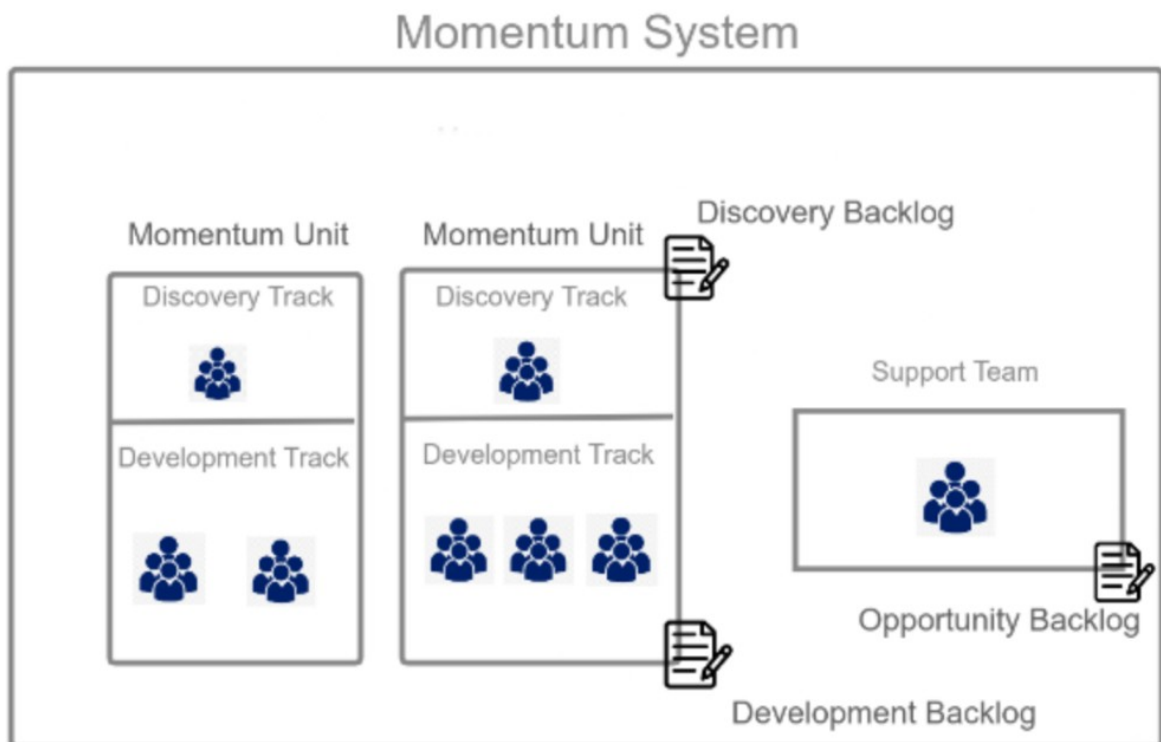 Momentum System
Momentum Unit
Momentum Unit
Discovery Backlog
Discovery Track
Discovery Track
Support Team
Development Track
Development Track
Opportunity Backlog
Development Backlog